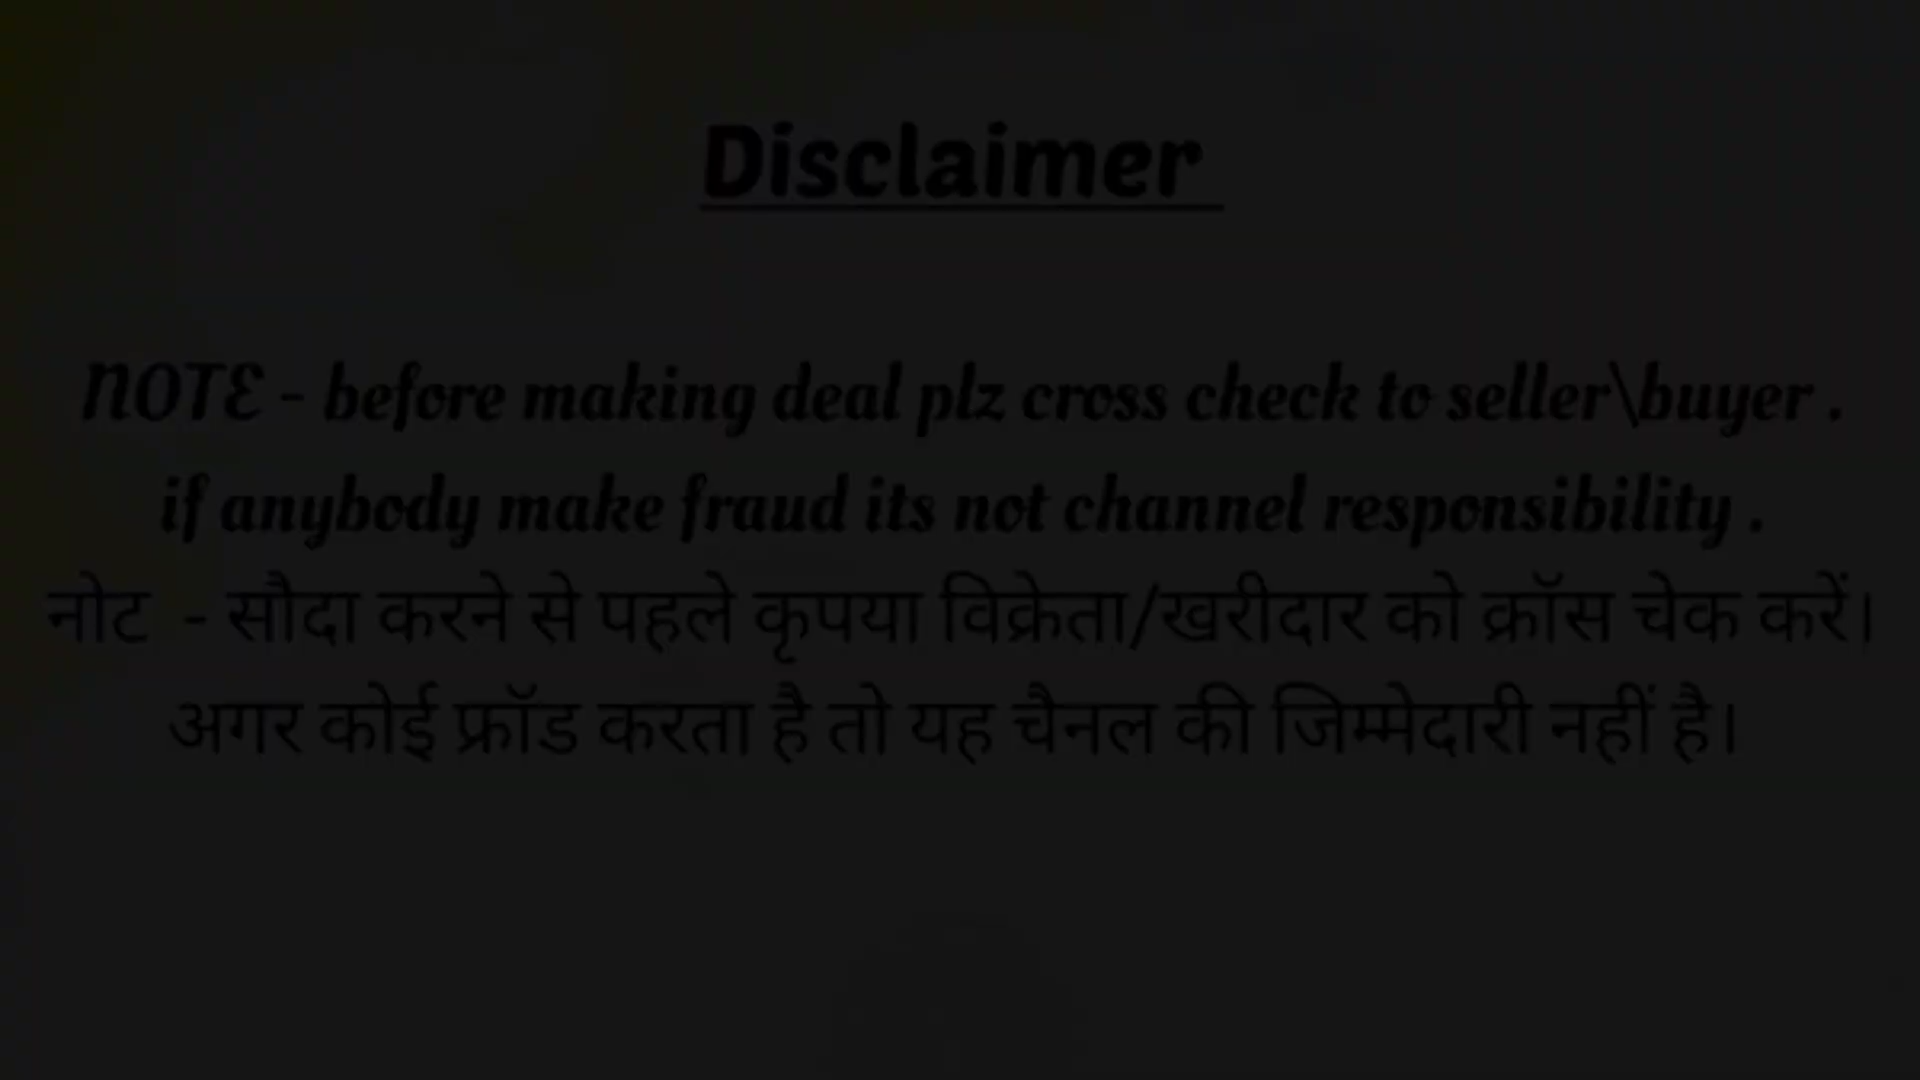 Disclaimer
NOTE - before making deal plz cross check to seller\buyer .
if anybody make fraud its not channel responsibility .
नोट - सौदा करने से पहले कृपया विक्रेता/खरीदार को क्रॉस चेक करें।
अगर कोई फ्रॉड करता है तो यह चैनल की जिम्मेदारी नहीं है।